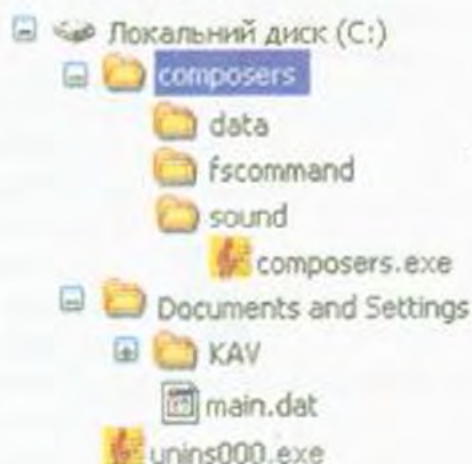 Локальний диск (C:)
composers
data
fscommand
sound
composers.exe
Documents and Settings
KAV
main.dat
unins000.exe